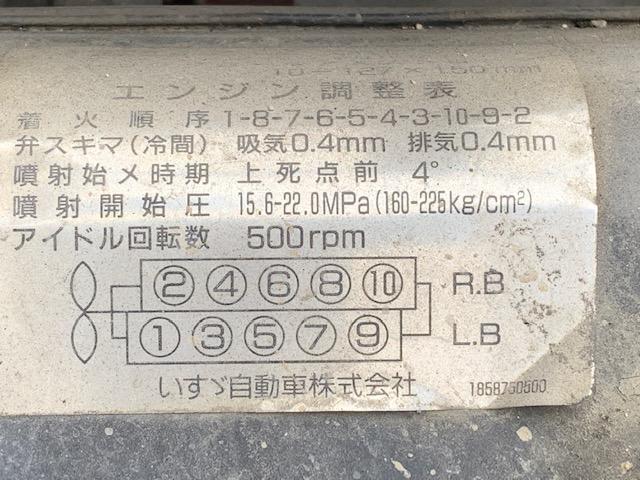 エンジン調整表
着火順序 1-8-7-6-5-4-3-10-9-2
弁スキマ(冷間) 吸気0.4mm 排気0.4mm
噴射始メ時期 上死点前 4°
噴射開始圧 15.6-22.0MPa(160-225kg/cm²)
アイドル回転数 500rpm
② ④ ⑥ ⑧ ⑩ R.B
① ③ ⑤ ⑦ ⑨ L.B
いすゞ自動車株式会社